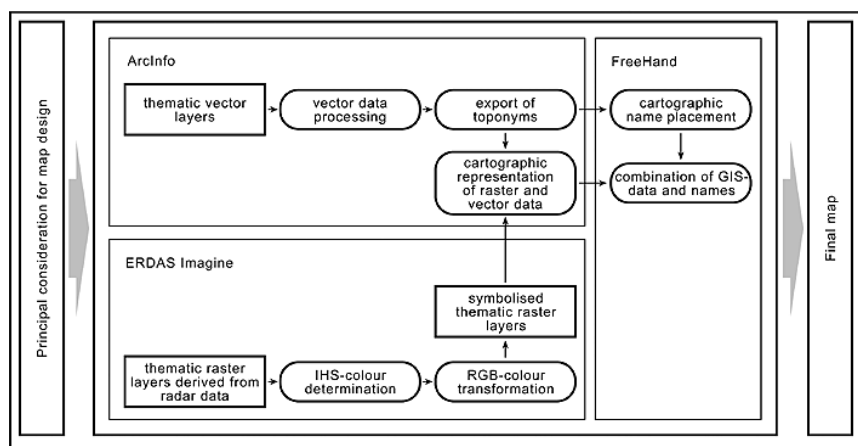 Principal consideration for map design
ArcInfo
thematic vector
layers
vector data
processing
export of
toponyms
cartographic
representation
of raster and
vector data
FreeHand
cartographic
name placement
combination of GIS-
data and names
ERDAS Imagine
symbolised
thematic raster
layers
thematic raster
layers derived from
radar data
IHS-colour
determination
RGB-colour
transformation
Final map